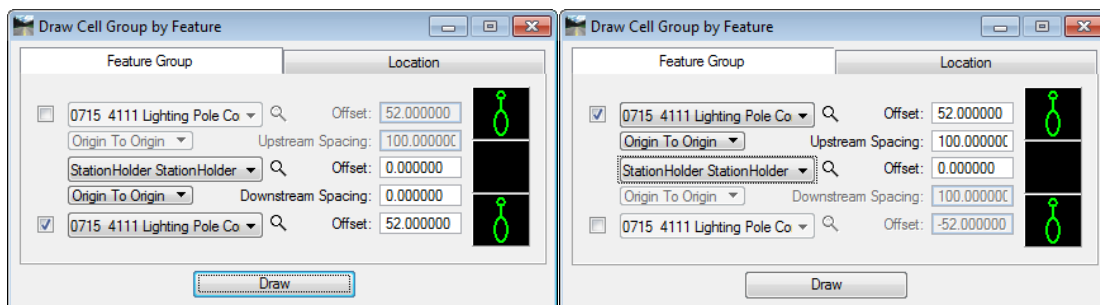 Draw Cell Group by Feature
Feature Group Location
0715 4111 Lighting Pole Co Offset: 52.000000
Origin To Origin Upstream Spacing: 100.00000C
StationHolder StationHolder Offset: 0.000000
Origin To Origin Downstream Spacing: 0.000000
0715 4111 Lighting Pole Co Offset: 52.000000
Draw
Draw Cell Group by Feature
Feature Group Location
0715 4111 Lighting Pole Co Offset: 52.000000
Origin To Origin Upstream Spacing: 100.00000C
StationHolder StationHolder Offset: 0.000000
Origin To Origin Downstream Spacing: 100.00000C
0715 4111 Lighting Pole Co Offset: -52.000000
Draw